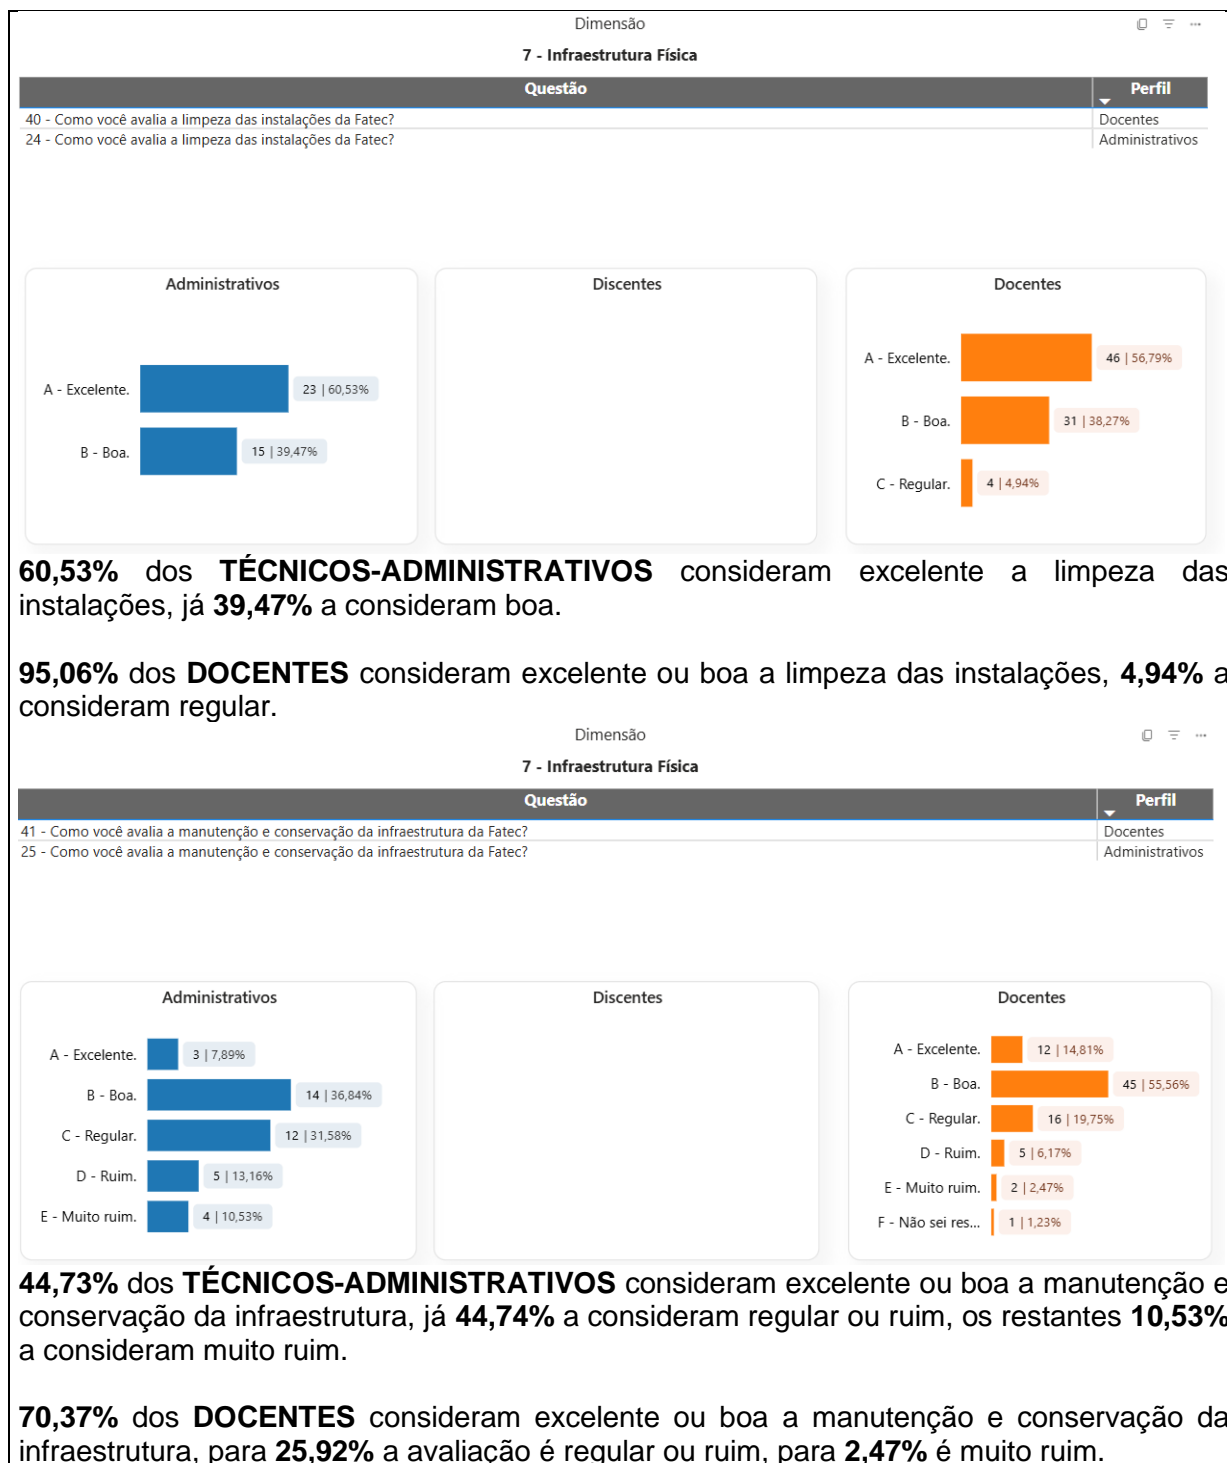 Dimensão
7 - Infraestrutura Física
Questão Perfil
40 - Como você avalia a limpeza das instalações da Fatec? Docentes
24 - Como você avalia a limpeza das instalações da Fatec? Administrativos
Administrativos
A - Excelente. 23 | 60,53%
B - Boa. 15 | 39,47%
Discentes
Docentes
A - Excelente. 46 | 56,79%
B - Boa. 31 | 38,27%
C - Regular. 4 | 4,94%
60,53% dos TÉCNICOS-ADMINISTRATIVOS consideram excelente a limpeza das
instalações, já 39,47% a consideram boa.
95,06% dos DOCENTES consideram excelente ou boa a limpeza das instalações, 4,94% a
consideram regular.
Dimensão
7 - Infraestrutura Física
Questão Perfil
41 - Como você avalia a manutenção e conservação da infraestrutura da Fatec? Docentes
25 - Como você avalia a manutenção e conservação da infraestrutura da Fatec? Administrativos
Administrativos
A - Excelente. 3 | 7,89%
B - Boa. 14 | 36,84%
C - Regular. 12 | 31,58%
D - Ruim. 5 | 13,16%
E - Muito ruim. 4 | 10,53%
Discentes
Docentes
A - Excelente. 12 | 14,81%
B - Boa. 45 | 55,56%
C - Regular. 16 | 19,75%
D - Ruim. 5 | 6,17%
E - Muito ruim. 2 | 2,47%
F - Não sei res... 1 | 1,23%
44,73% dos TÉCNICOS-ADMINISTRATIVOS consideram excelente ou boa a manutenção e
conservação da infraestrutura, já 44,74% a consideram regular ou ruim, os restantes 10,53%
a consideram muito ruim.
70,37% dos DOCENTES consideram excelente ou boa a manutenção e conservação da
infraestrutura, para 25,92% a avaliação é regular ou ruim, para 2,47% é muito ruim.